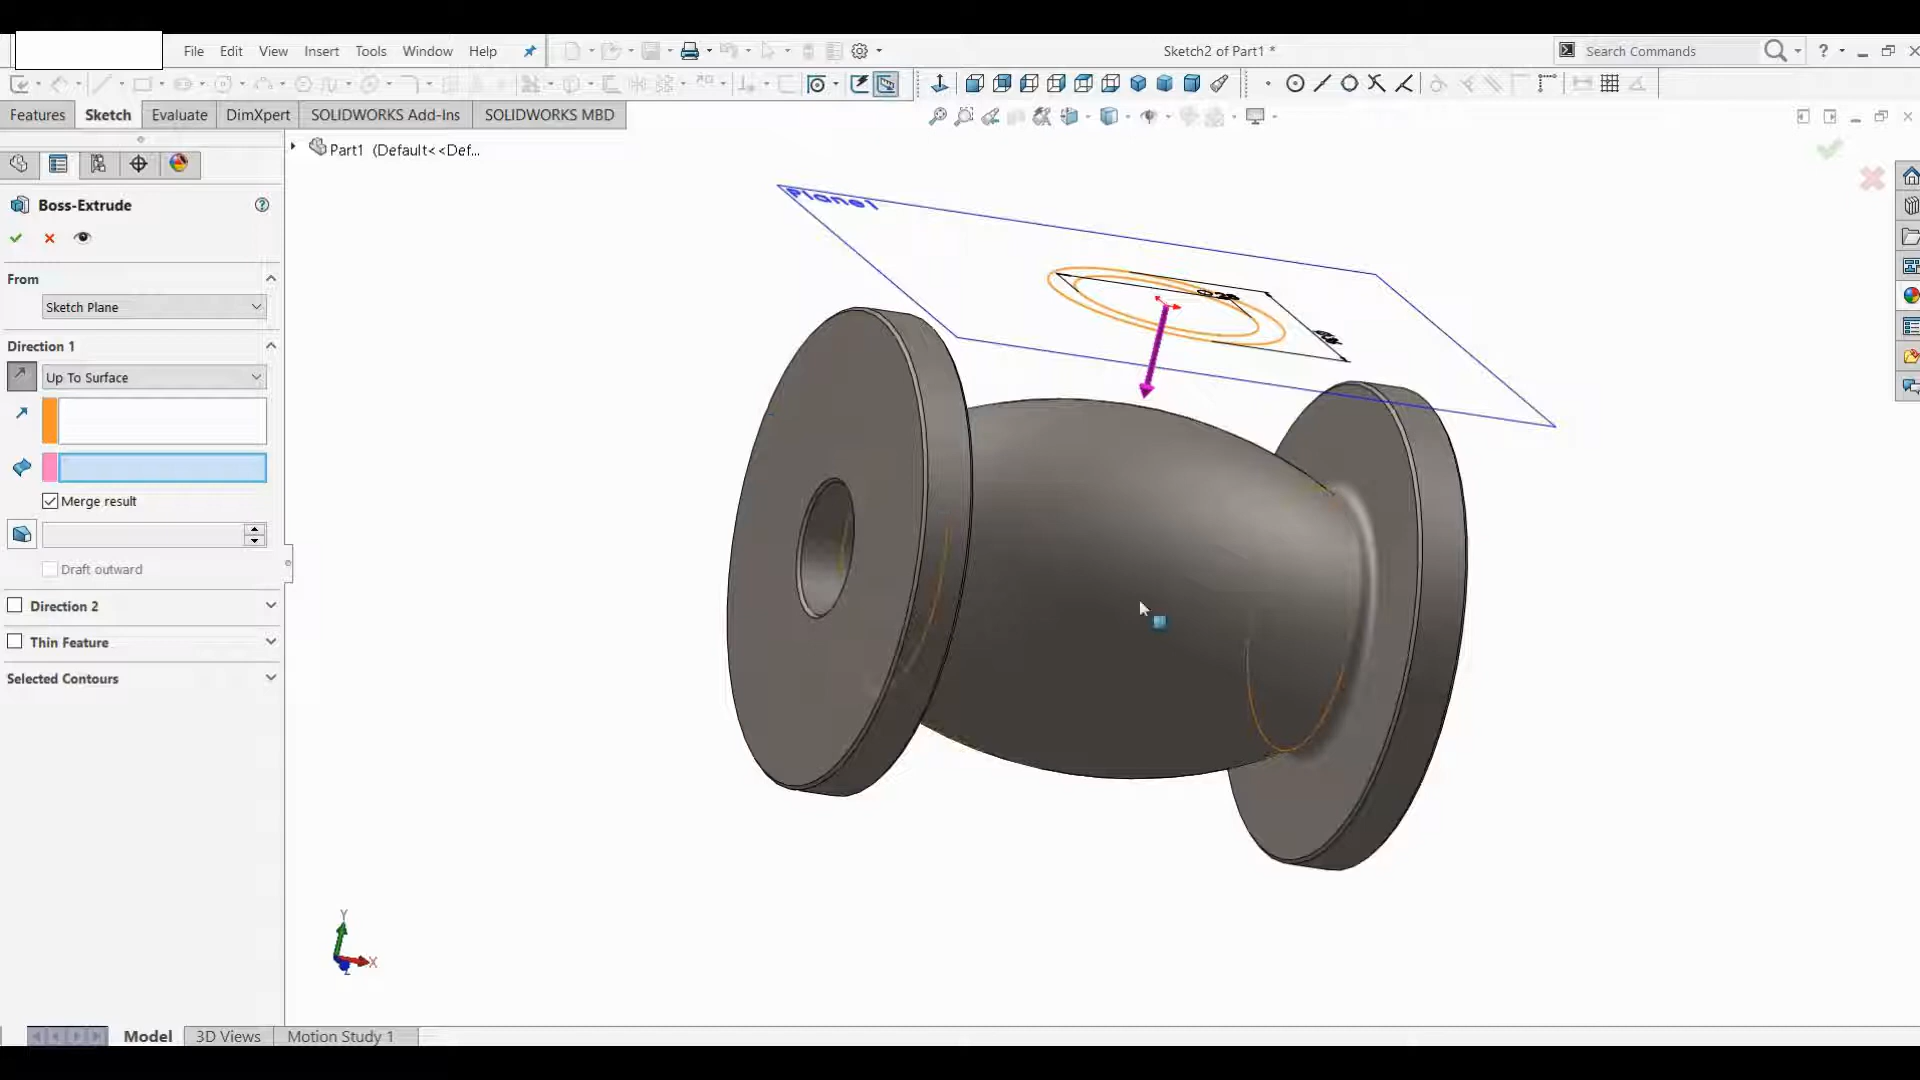 File Edit View Insert Tools Window Help
Sketch2 of Part1 *
Search Commands
?
Features Sketch Evaluate DimXpert SOLIDWORKS Add-Ins SOLIDWORKS MBD
Part1 (Default<<Def...
Plane1
Boss-Extrude
From
Sketch Plane
Direction 1
Up To Surface
Merge result
Draft outward
Direction 2
Thin Feature
Selected Contours
Y
X
Z
Model 3D Views Motion Study 1